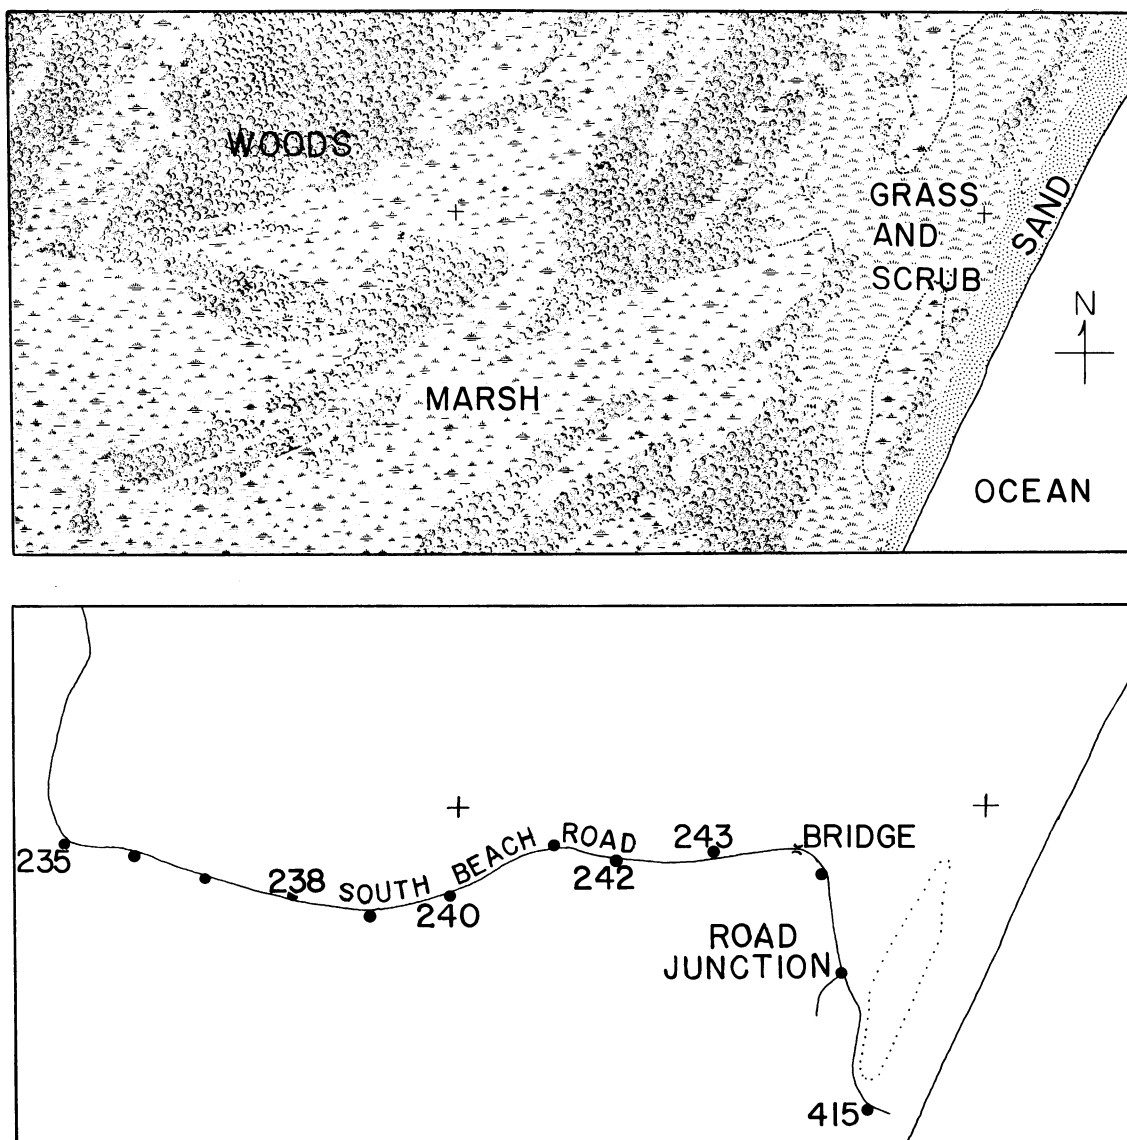 WOODS
GRASS
AND
SCRUB
SAND
N
MARSH
OCEAN
235
238
SOUTH BEACH ROAD
240
242
243
BRIDGE
ROAD
JUNCTION
415